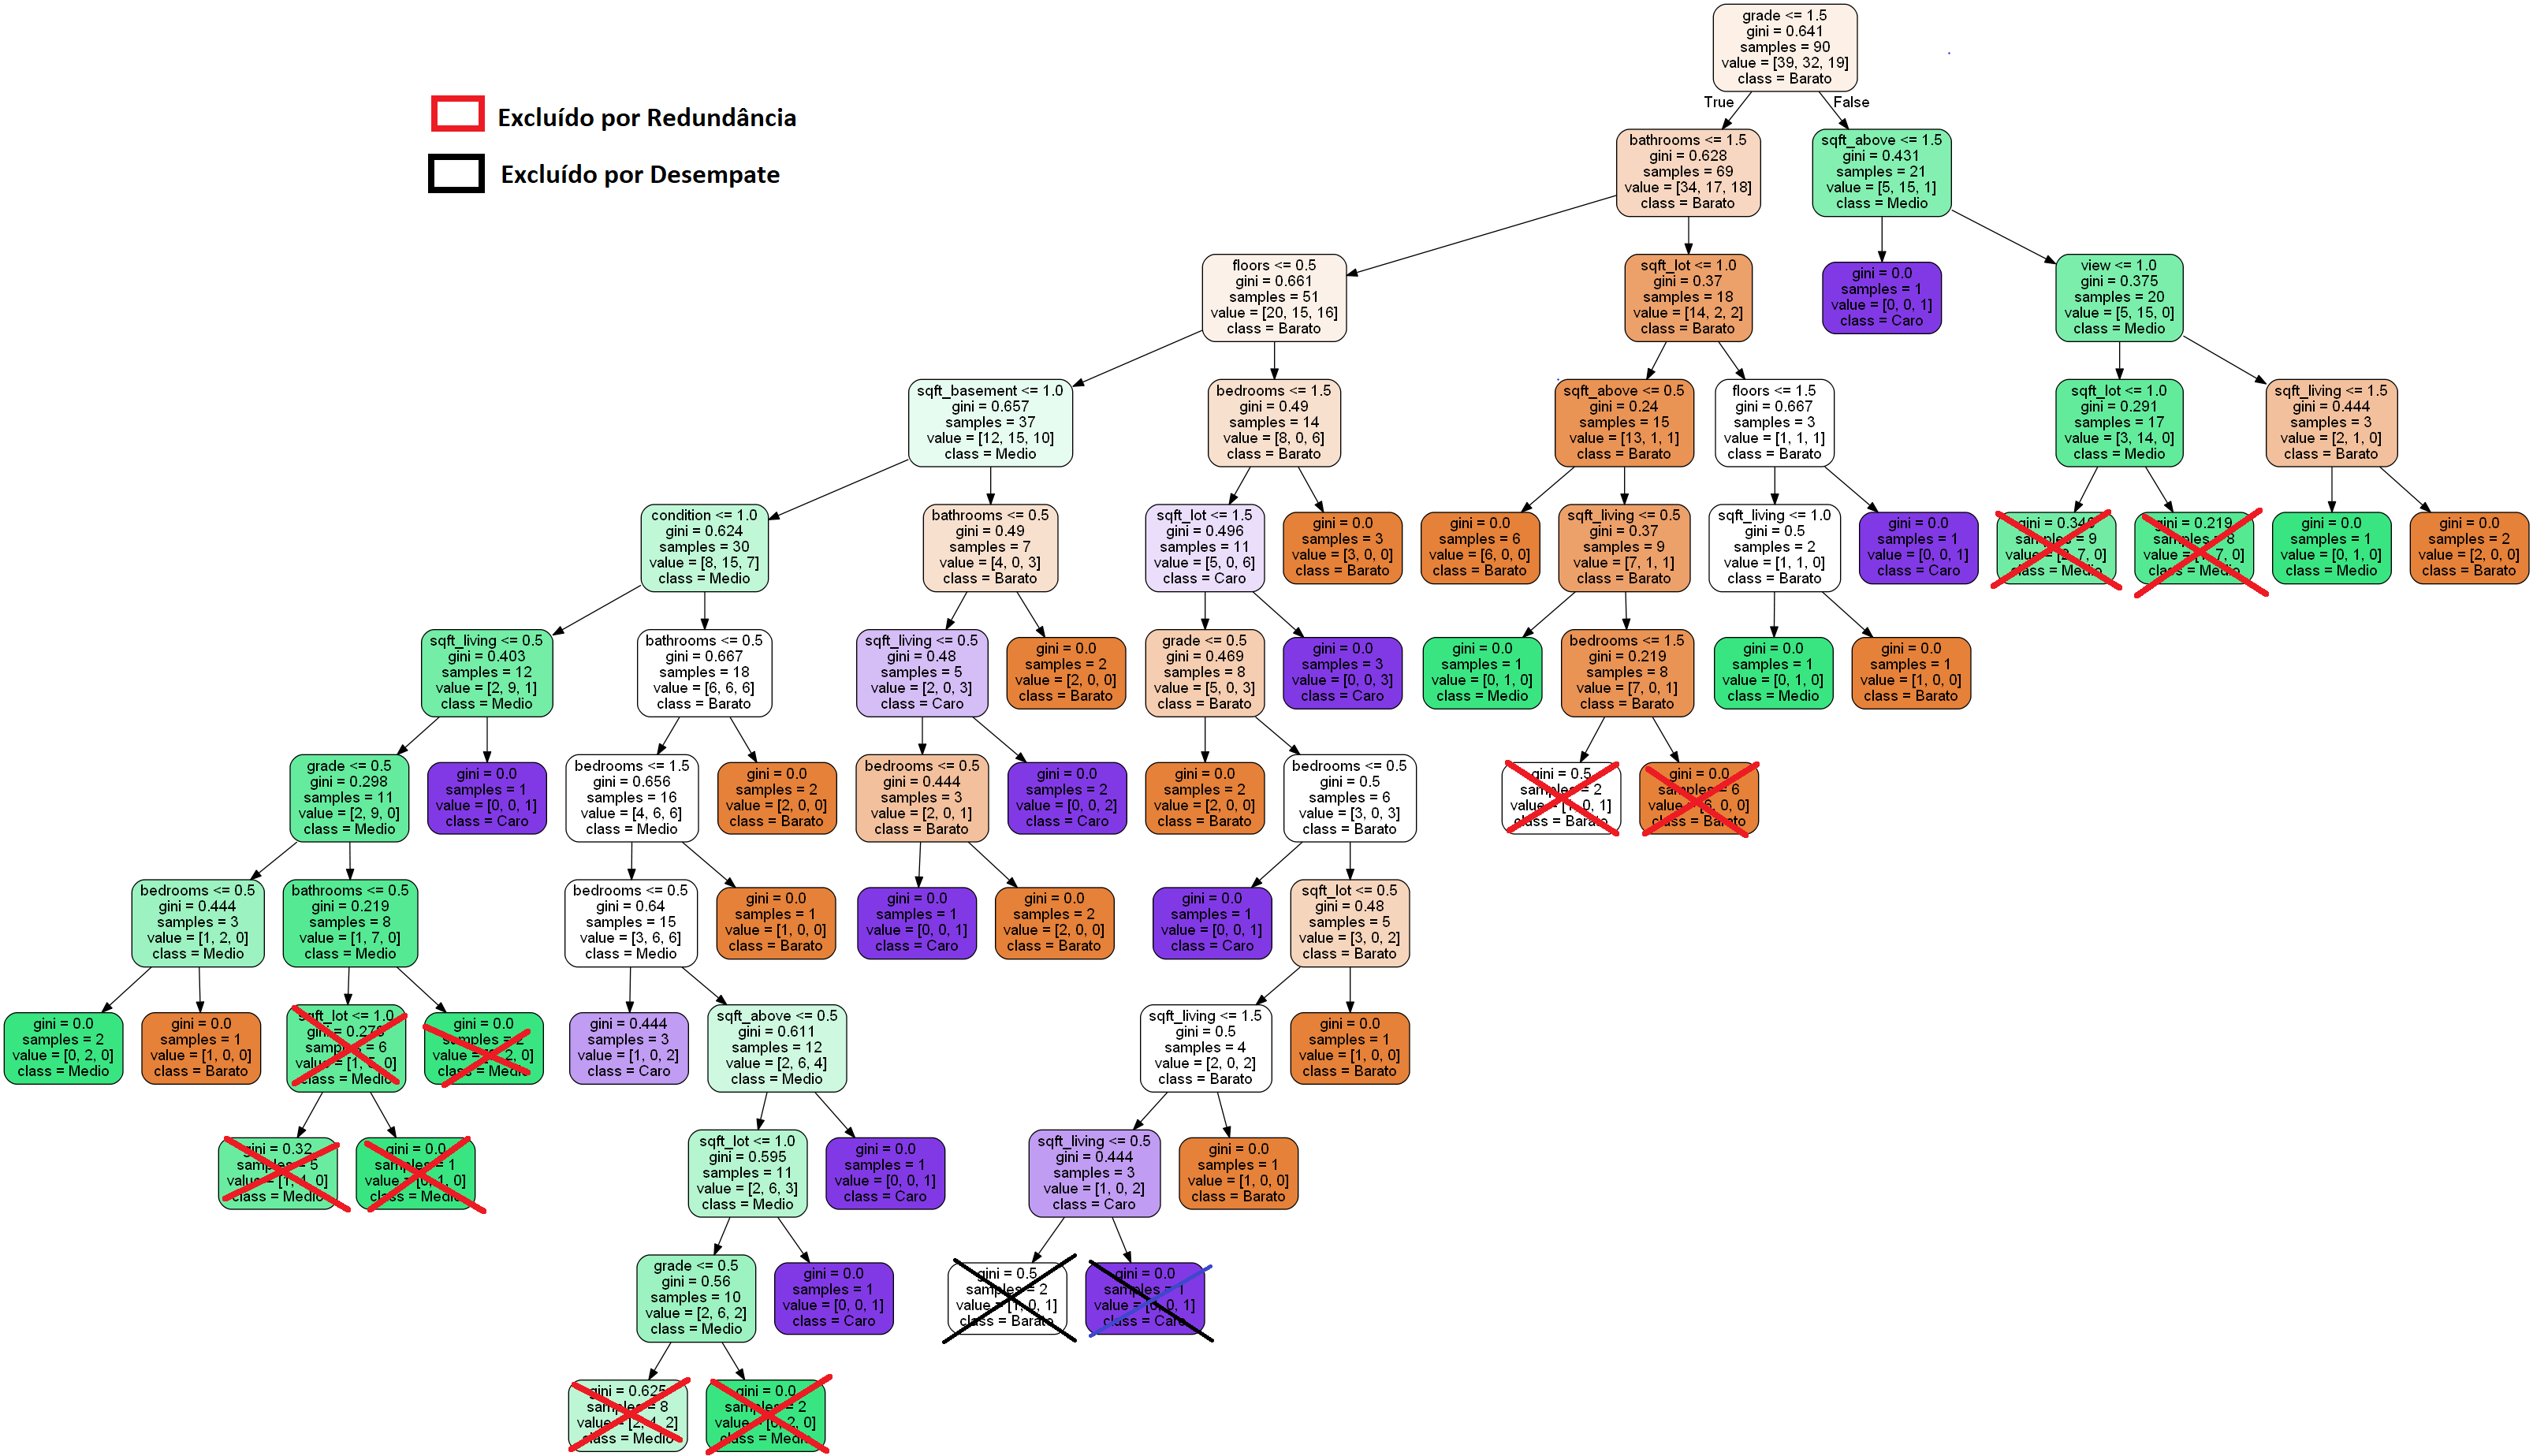 grade <= 1.5
gini = 0.641
samples = 90
value = [39, 32, 19]
class = Barato
Excluído por Redundância
Excluído por Desempate
True
False
bathrooms <= 1.5
gini = 0.628
samples = 69
value = [34, 17, 18]
class = Barato
sqft_above <= 1.5
gini = 0.431
samples = 21
value = [5, 15, 1]
class = Medio
floors <= 0.5
gini = 0.661
samples = 51
value = [20, 15, 16]
class = Barato
sqft_lot <= 1.0
gini = 0.37
samples = 18
value = [14, 2, 2]
class = Barato
gini = 0.0
samples = 1
value = [0, 0, 1]
class = Caro
view <= 1.0
gini = 0.375
samples = 20
value = [5, 15, 0]
class = Medio
sqft_basement <= 1.0
gini = 0.657
samples = 37
value = [12, 15, 10]
class = Medio
bedrooms <= 1.5
gini = 0.49
samples = 14
value = [8, 0, 6]
class = Barato
sqft_above <= 0.5
gini = 0.24
samples = 15
value = [13, 1, 1]
class = Barato
floors <= 1.5
gini = 0.667
samples = 3
value = [1, 1, 1]
class = Barato
sqft_lot <= 1.0
gini = 0.291
samples = 17
value = [3, 14, 0]
class = Medio
sqft_living <= 1.5
gini = 0.444
samples = 3
value = [2, 1, 0]
class = Barato
condition <= 1.0
gini = 0.624
samples = 30
value = [8, 15, 7]
class = Medio
bathrooms <= 0.5
gini = 0.49
samples = 7
value = [4, 0, 3]
class = Barato
sqft_lot <= 1.5
gini = 0.496
samples = 11
value = [5, 0, 6]
class = Caro
gini = 0.0
samples = 3
value = [3, 0, 0]
class = Barato
gini = 0.0
samples = 6
value = [6, 0, 0]
class = Barato
sqft_living <= 0.5
gini = 0.37
samples = 9
value = [7, 1, 1]
class = Barato
sqft_living <= 1.0
gini = 0.5
samples = 2
value = [1, 1, 0]
class = Barato
gini = 0.0
samples = 1
value = [0, 0, 1]
class = Caro
gini = 0.346
samples = 9
value = [2, 7, 0]
class = Medio
gini = 0.219
samples = 8
value = [1, 7, 0]
class = Medio
gini = 0.0
samples = 1
value = [0, 1, 0]
class = Medio
gini = 0.0
samples = 2
value = [2, 0, 0]
class = Barato
sqft_living <= 0.5
gini = 0.403
samples = 12
value = [2, 9, 1]
class = Medio
bathrooms <= 0.5
gini = 0.667
samples = 18
value = [6, 6, 6]
class = Barato
sqft_living <= 0.5
gini = 0.48
samples = 5
value = [2, 0, 3]
class = Caro
gini = 0.0
samples = 2
value = [2, 0, 0]
class = Barato
grade <= 0.5
gini = 0.469
samples = 8
value = [5, 0, 3]
class = Barato
gini = 0.0
samples = 3
value = [0, 0, 3]
class = Caro
gini = 0.0
samples = 1
value = [0, 1, 0]
class = Medio
bedrooms <= 1.5
gini = 0.219
samples = 8
value = [7, 0, 1]
class = Barato
gini = 0.0
samples = 1
value = [0, 1, 0]
class = Medio
gini = 0.0
samples = 1
value = [1, 0, 0]
class = Barato
grade <= 0.5
gini = 0.298
samples = 11
value = [2, 9, 0]
class = Medio
gini = 0.0
samples = 1
value = [0, 0, 1]
class = Caro
bedrooms <= 1.5
gini = 0.656
samples = 16
value = [4, 6, 6]
class = Medio
gini = 0.0
samples = 2
value = [2, 0, 0]
class = Barato
bedrooms <= 0.5
gini = 0.444
samples = 3
value = [2, 0, 1]
class = Barato
gini = 0.0
samples = 2
value = [0, 0, 2]
class = Caro
gini = 0.0
samples = 2
value = [2, 0, 0]
class = Barato
bedrooms <= 0.5
gini = 0.5
samples = 6
value = [3, 0, 3]
class = Barato
gini = 0.5
samples = 2
value = [1, 0, 1]
class = Barato
gini = 0.0
samples = 6
value = [6, 0, 0]
class = Barato
bedrooms <= 0.5
gini = 0.444
samples = 3
value = [1, 2, 0]
class = Medio
bathrooms <= 0.5
gini = 0.219
samples = 8
value = [1, 7, 0]
class = Medio
bedrooms <= 0.5
gini = 0.64
samples = 15
value = [3, 6, 6]
class = Medio
gini = 0.0
samples = 1
value = [1, 0, 0]
class = Barato
gini = 0.0
samples = 1
value = [0, 0, 1]
class = Caro
gini = 0.0
samples = 2
value = [2, 0, 0]
class = Barato
gini = 0.0
samples = 1
value = [0, 0, 1]
class = Caro
sqft_lot <= 0.5
gini = 0.48
samples = 5
value = [3, 0, 2]
class = Barato
gini = 0.0
samples = 2
value = [0, 2, 0]
class = Medio
gini = 0.0
samples = 1
value = [1, 0, 0]
class = Barato
sqft_lot <= 1.0
gini = 0.278
samples = 6
value = [1, 5, 0]
class = Medio
gini = 0.0
samples = 2
value = [0, 2, 0]
class = Medio
gini = 0.444
samples = 3
value = [1, 0, 2]
class = Caro
sqft_above <= 0.5
gini = 0.611
samples = 12
value = [2, 6, 4]
class = Medio
sqft_living <= 1.5
gini = 0.5
samples = 4
value = [2, 0, 2]
class = Barato
gini = 0.0
samples = 1
value = [1, 0, 0]
class = Barato
gini = 0.32
samples = 5
value = [1, 4, 0]
class = Medio
gini = 0.0
samples = 1
value = [0, 1, 0]
class = Medio
sqft_lot <= 1.0
gini = 0.595
samples = 11
value = [2, 6, 3]
class = Medio
gini = 0.0
samples = 1
value = [0, 0, 1]
class = Caro
sqft_living <= 0.5
gini = 0.444
samples = 3
value = [1, 0, 2]
class = Caro
gini = 0.0
samples = 1
value = [1, 0, 0]
class = Barato
grade <= 0.5
gini = 0.56
samples = 10
value = [2, 6, 2]
class = Medio
gini = 0.0
samples = 1
value = [0, 0, 1]
class = Caro
gini = 0.5
samples = 2
value = [1, 0, 1]
class = Barato
gini = 0.0
samples = 1
value = [0, 0, 1]
class = Caro
gini = 0.625
samples = 8
value = [2, 4, 2]
class = Medio
gini = 0.0
samples = 2
value = [0, 2, 0]
class = Medio